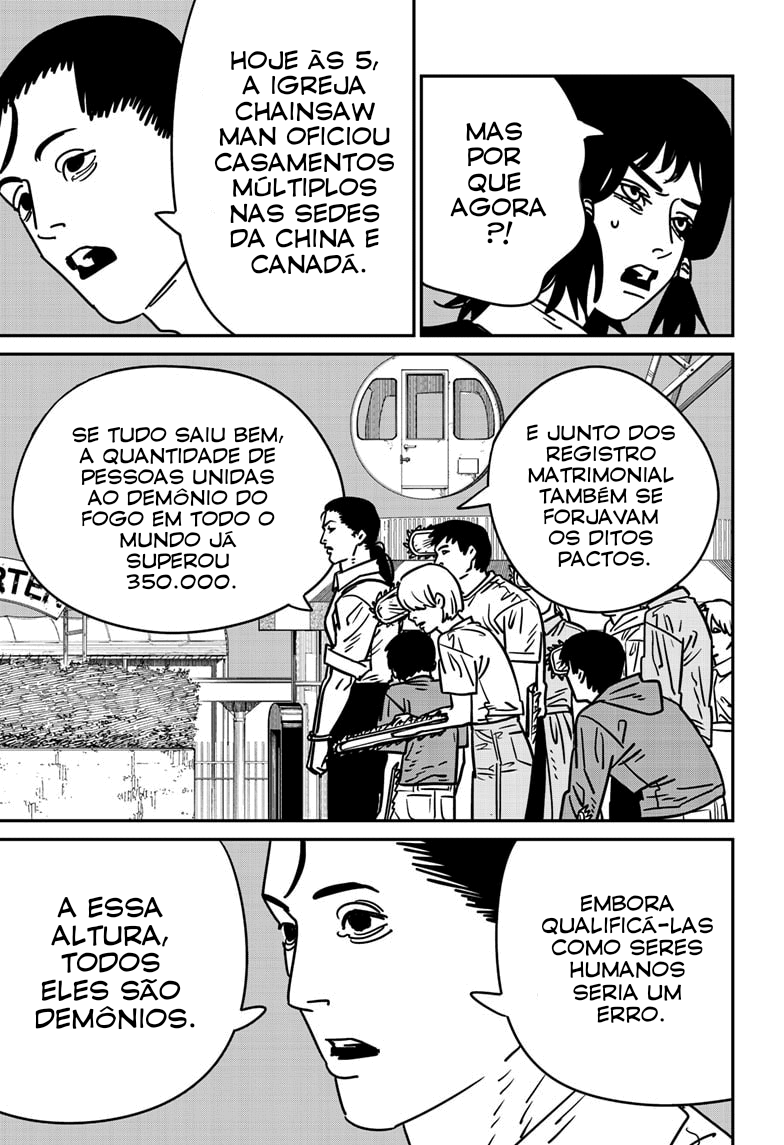 MAS
POR
QUE
AGORA
?!
HOJE ÀS 5,
A IGREJA
CHAINSAW
MAN OFICIOU
CASAMENTOS
MÚLTIPLOS
NAS SEDES
DA CHINA E
CANADÁ.
E JUNTO DOS
REGISTRO
MATRIMONIAL
TAMBÉM SE
FORJAVAM
OS DITOS
PACTOS.
SE TUDO SAIU BEM,
A QUANTIDADE DE
PESSOAS UNIDAS
AO DEMÔNIO DO
FOGO EM TODO O
MUNDO JÁ
SUPEROU
350.000.
EMBORA
QUALIFICÁ-LAS
COMO SERES
HUMANOS
SERIA UM
ERRO.
A ESSA
ALTURA,
TODOS
ELES SÃO
DEMÔNIOS.